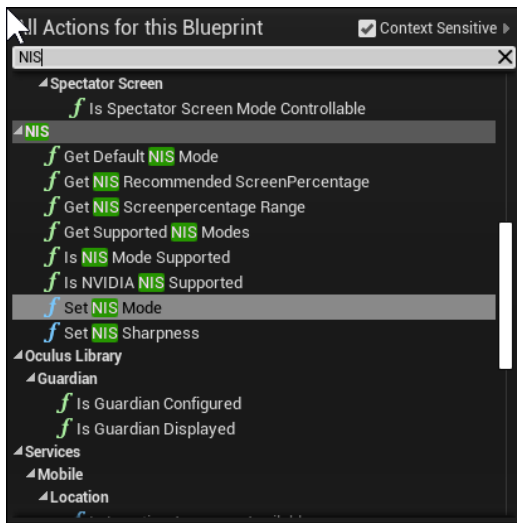 All Actions for this Blueprint
Context Sensitive
NIS
Spectator Screen
f Is Spectator Screen Mode Controllable
NIS
f Get Default NIS Mode
f Get NIS Recommended ScreenPercentage
f Get NIS Screenpercentage Range
f Get Supported NIS Modes
f Is NIS Mode Supported
f Is NVIDIA NIS Supported
f Set NIS Mode
f Set NIS Sharpness
Oculus Library
Guardian
f Is Guardian Configured
f Is Guardian Displayed
Services
Mobile
Location